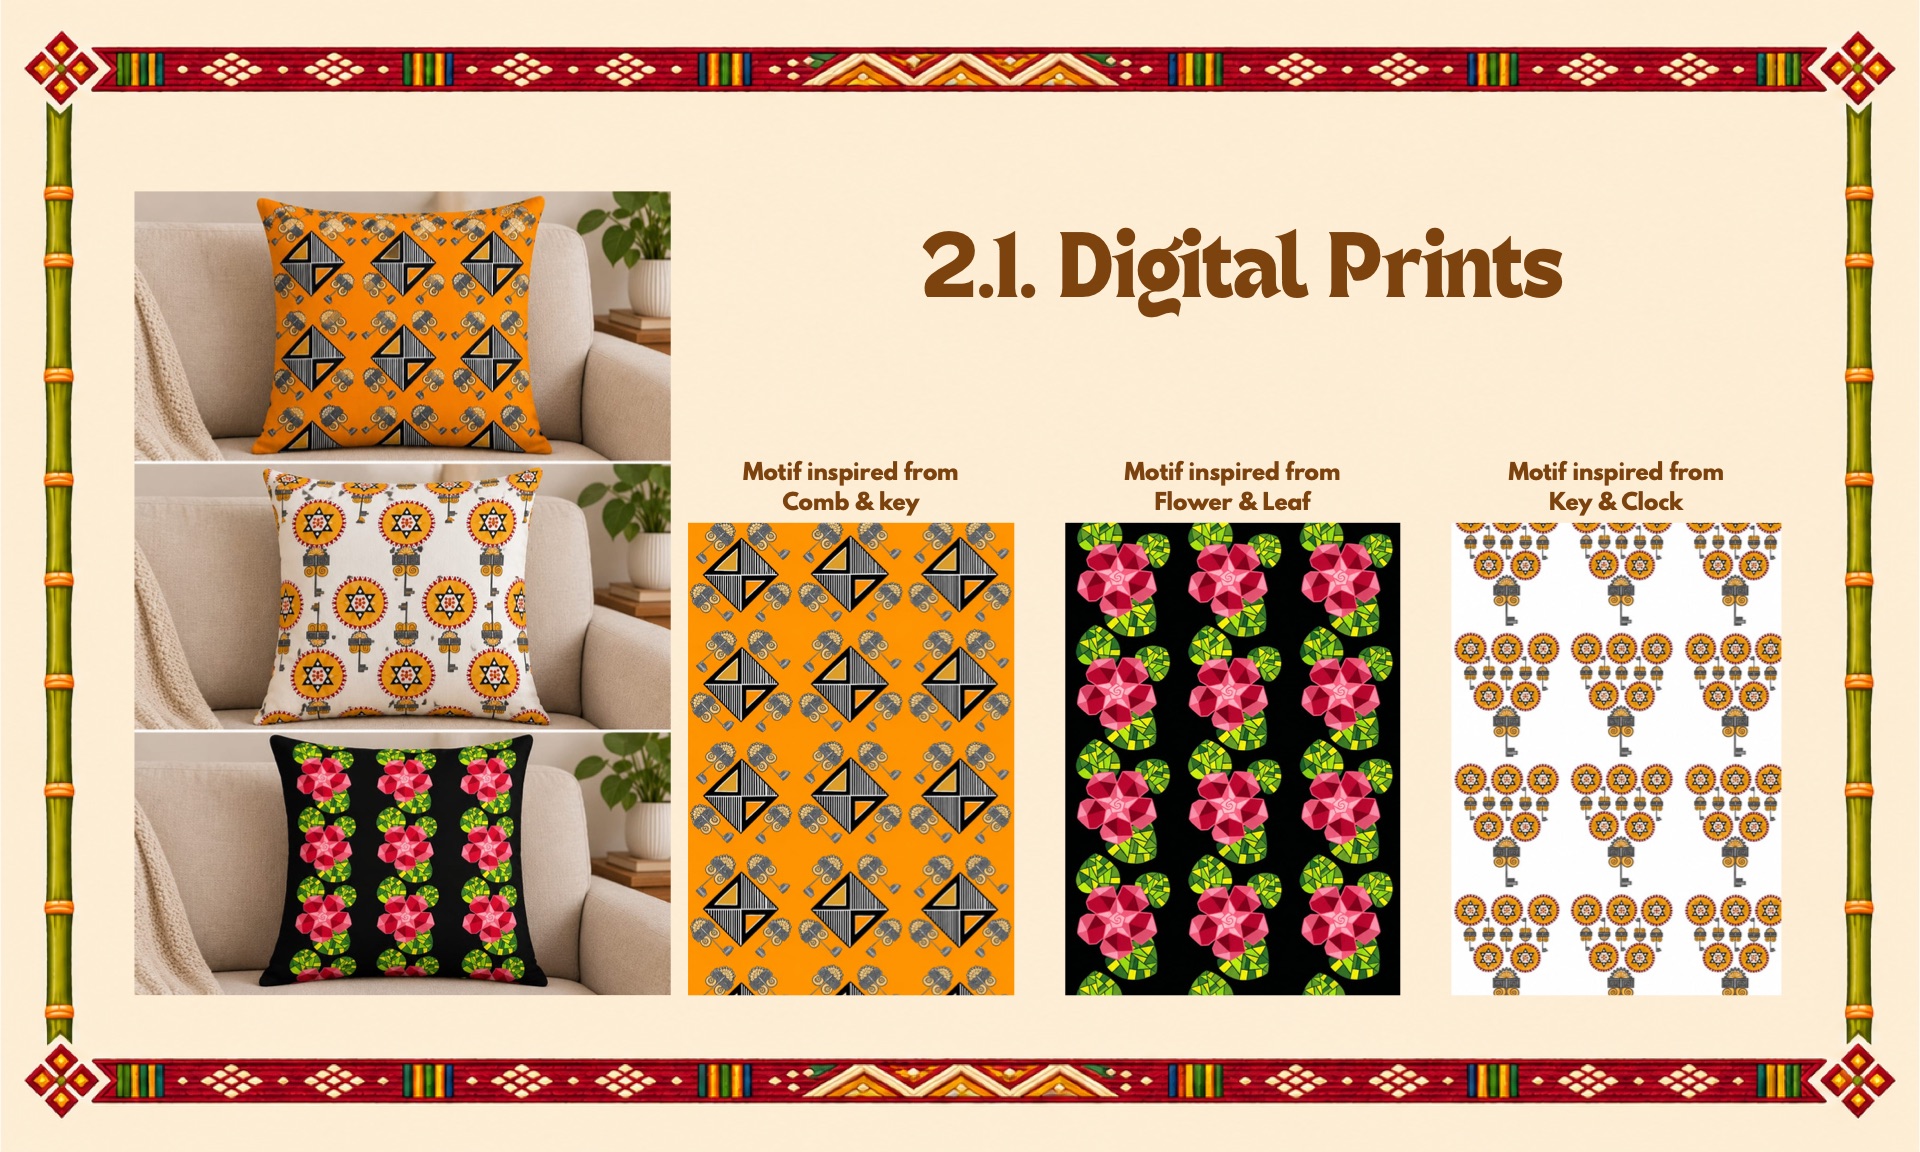 2.1. Digital Prints
Motif inspired from
Comb & key
Motif inspired from
Flower & Leaf
Motif inspired from
Key & Clock